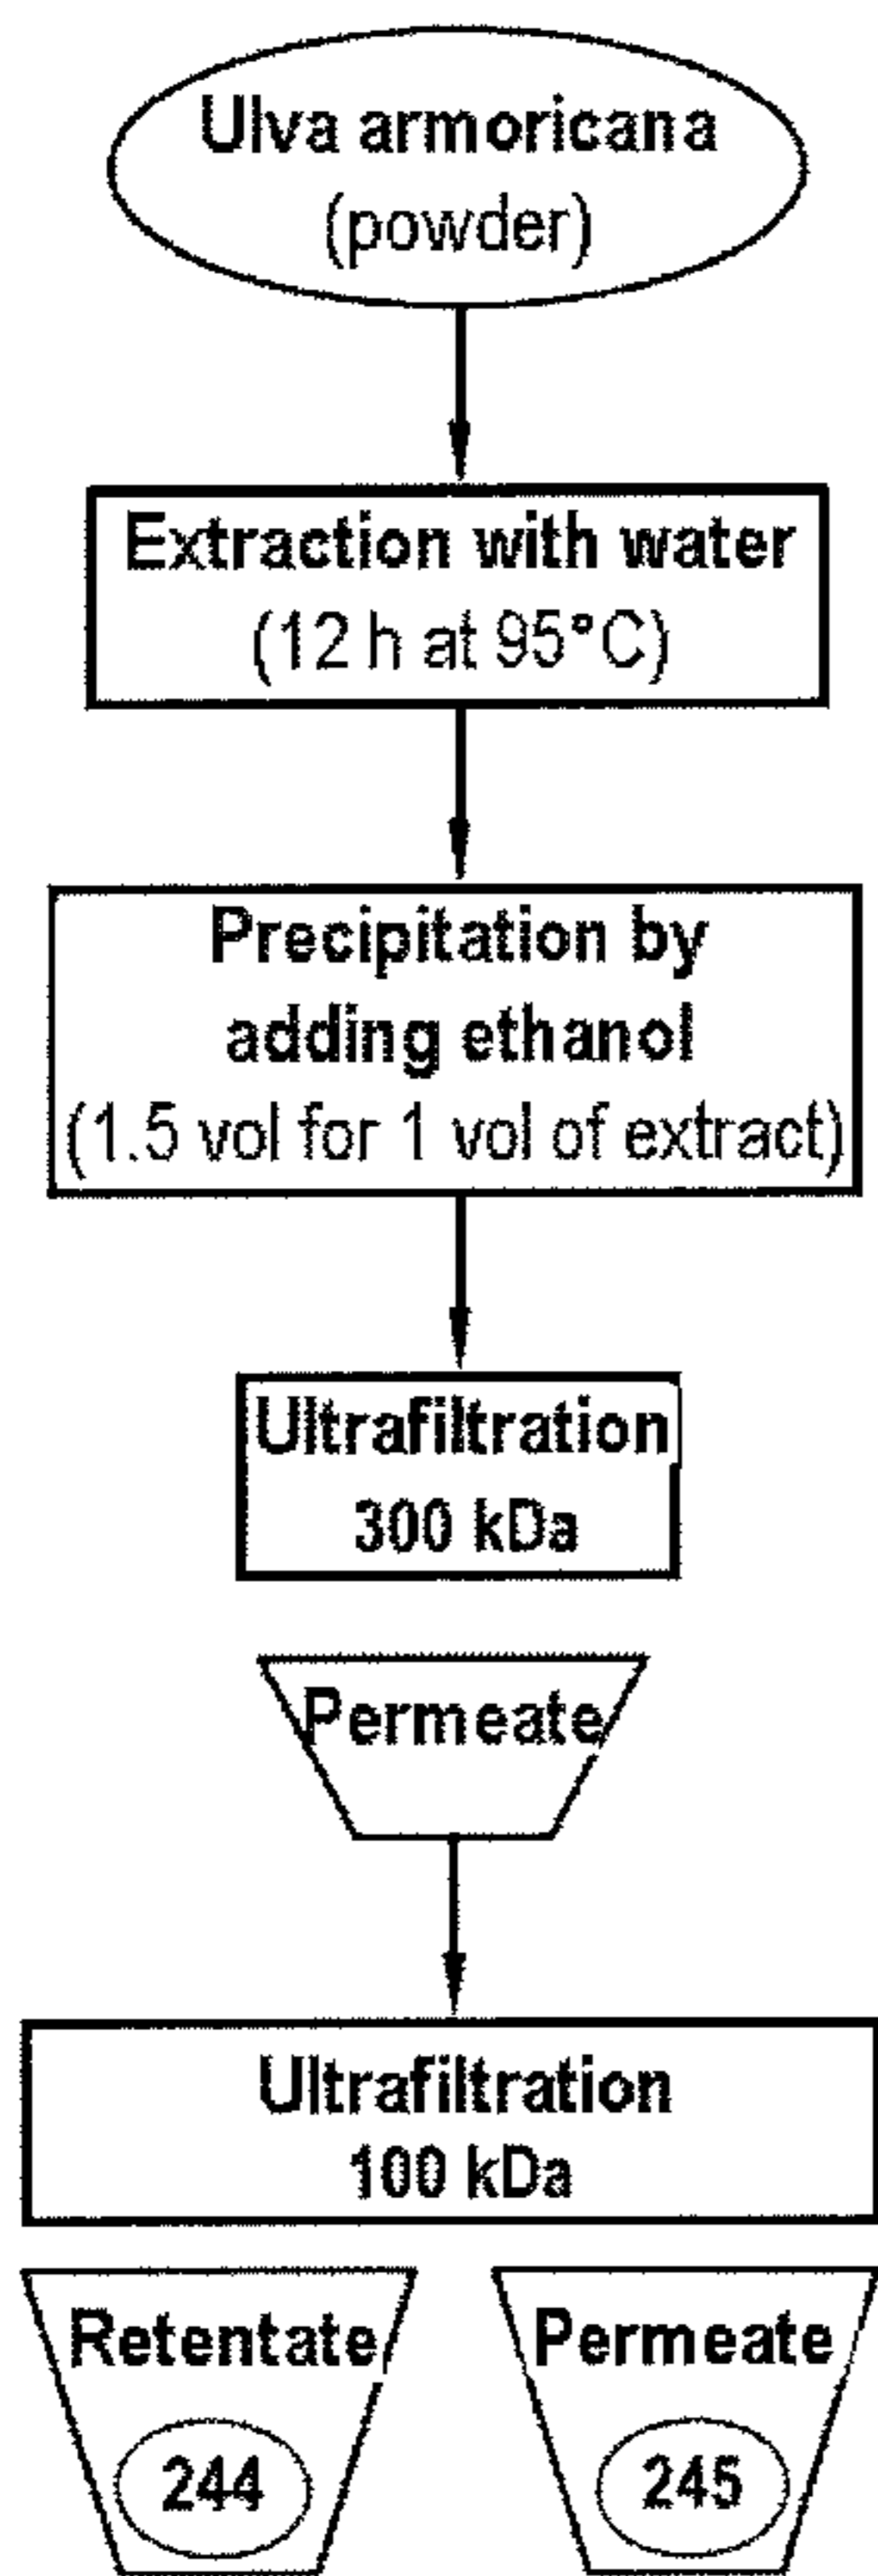 Ulva armoricana
(powder)
Extraction with water
(12 h at 95°C)
Precipitation by
adding ethanol
(1.5 vol for 1 vol of extract)
Ultrafiltration
300 kDa
Permeate
Ultrafiltration
100 kDa
Retentate
Permeate
244
245